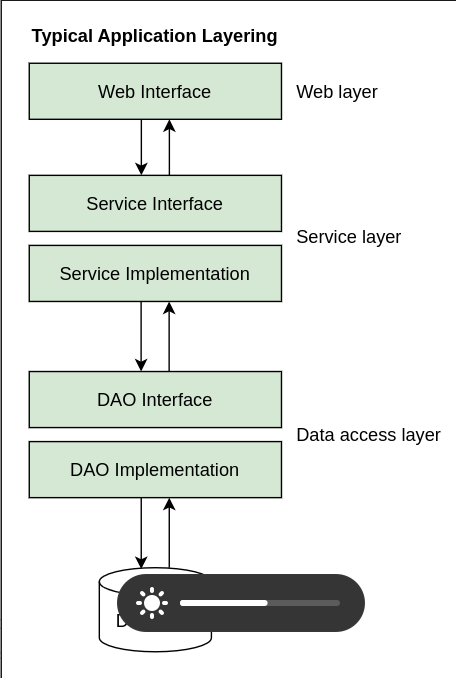 Typical Application Layering
Web Interface
Web layer
Service Interface
Service layer
Service Implementation
DAO Interface
Data access layer
DAO Implementation